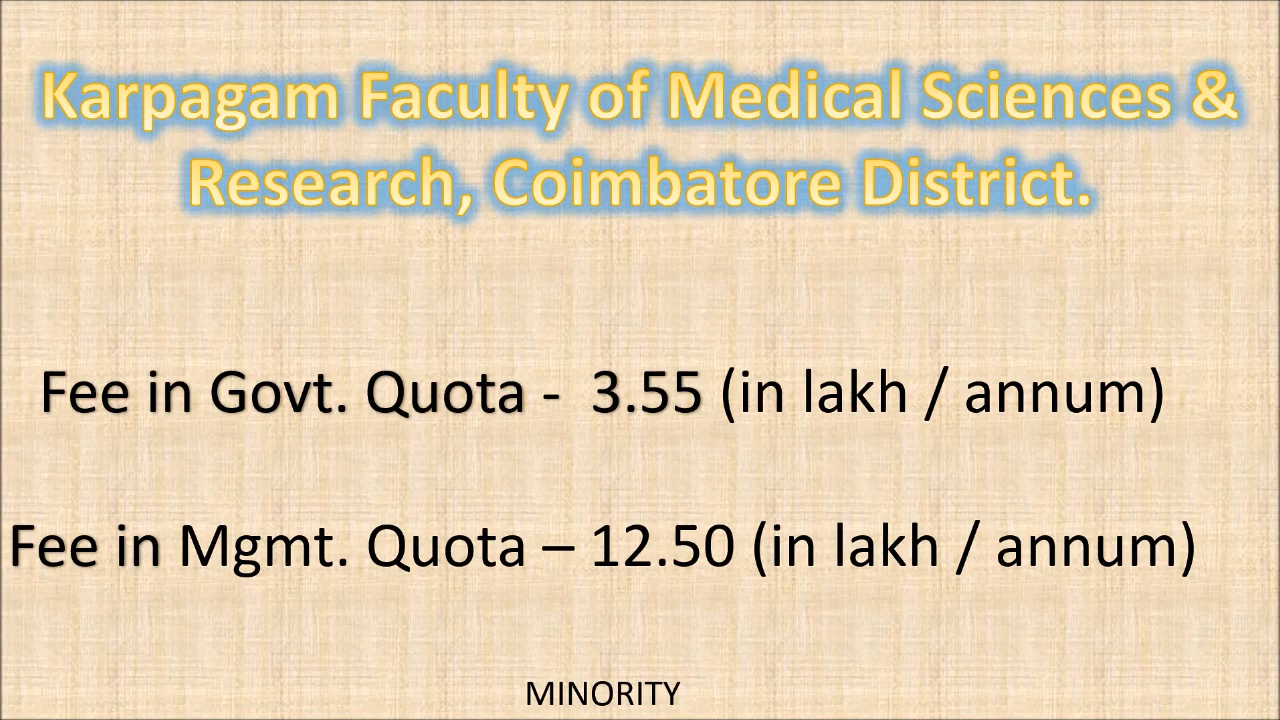 Karpagam Faculty of Medical Sciences &
Research, Coimbatore District.
Fee in Govt. Quota - 3.55 (in lakh / annum)
Fee in Mgmt. Quota – 12.50 (in lakh / annum)
MINORITY